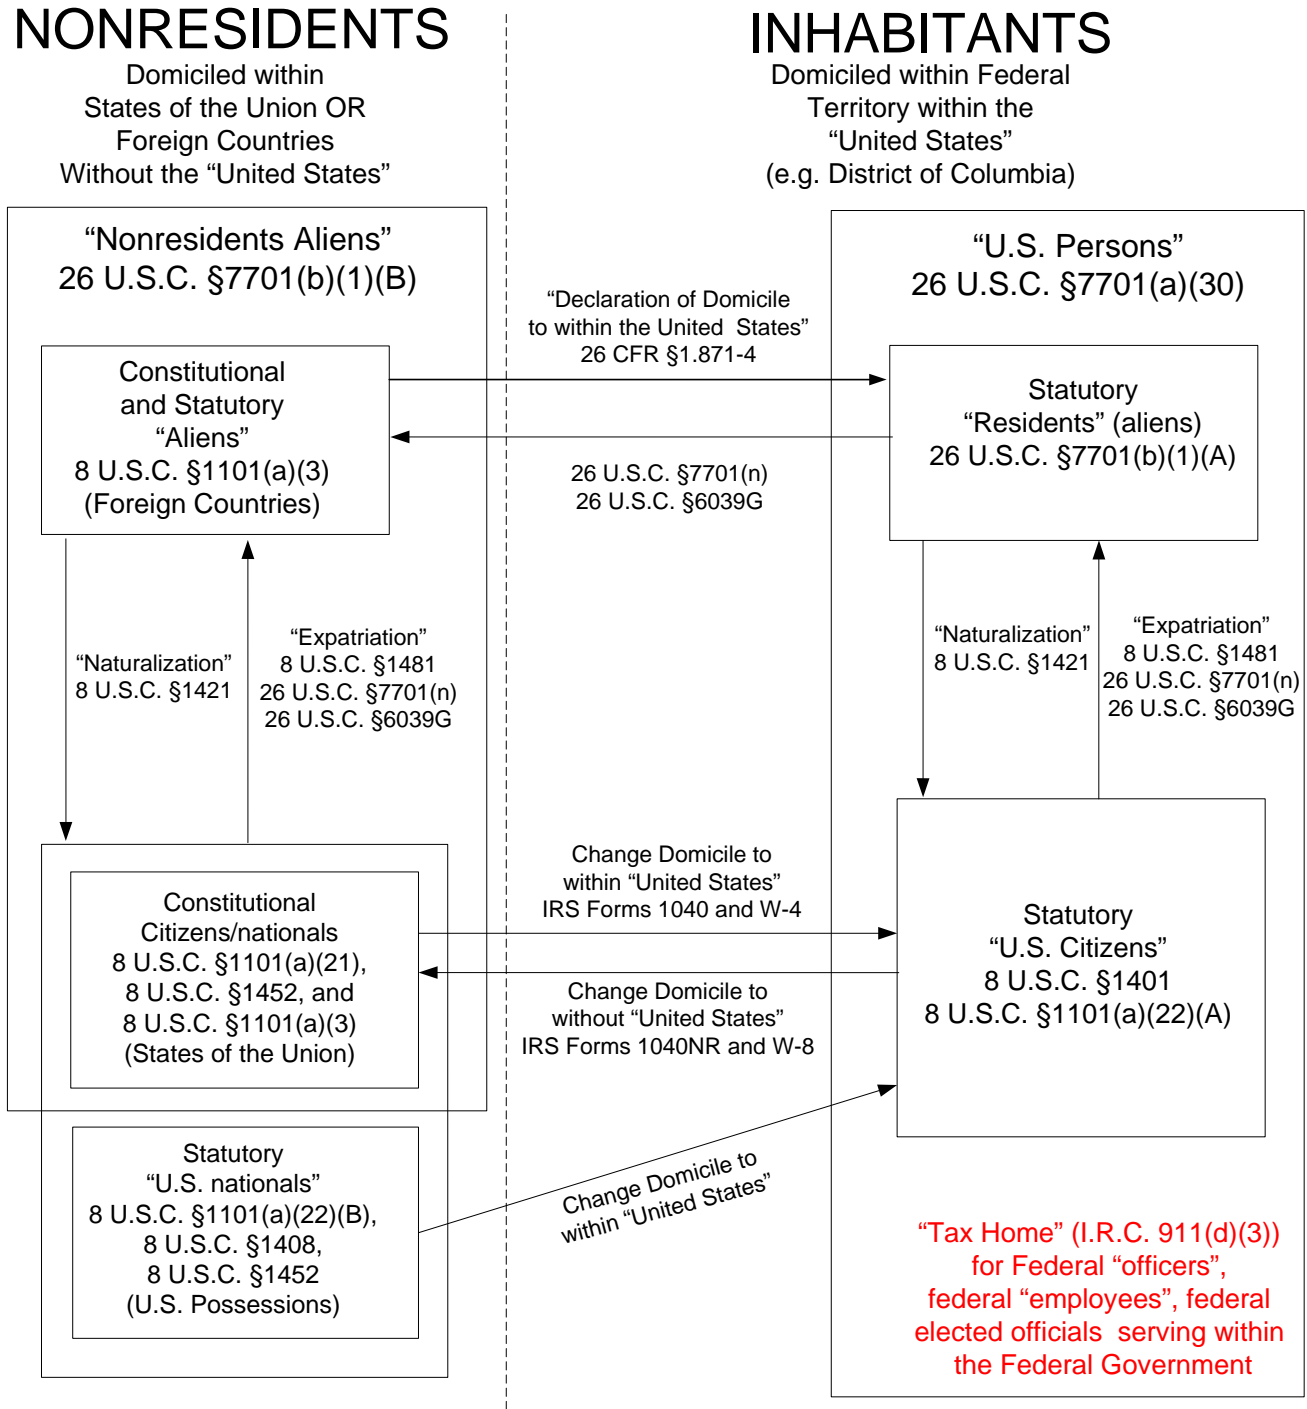 NONRESIDENTS
Domiciled within
States of the Union OR
Foreign Countries
Without the “United States”
INHABITANTS
Domiciled within Federal
Territory within the
“United States”
(e.g. District of Columbia)
“Nonresidents Aliens”
26 U.S.C. §7701(b)(1)(B)
“U.S. Persons”
26 U.S.C. §7701(a)(30)
“Declaration of Domicile
to within the United  States”
26 CFR §1.871-4
Constitutional
and Statutory
“Aliens”
8 U.S.C. §1101(a)(3)
(Foreign Countries)
Statutory
“Residents” (aliens)
26 U.S.C. §7701(b)(1)(A)
26 U.S.C. §7701(n)
26 U.S.C. §6039G
“Naturalization”
8 U.S.C. §1421
“Expatriation”
8 U.S.C. §1481
26 U.S.C. §7701(n)
26 U.S.C. §6039G
“Naturalization”
8 U.S.C. §1421
“Expatriation”
8 U.S.C. §1481
26 U.S.C. §7701(n)
26 U.S.C. §6039G
Change Domicile to
within “United States”
IRS Forms 1040 and W-4
Constitutional
Citizens/nationals
8 U.S.C. §1101(a)(21),
8 U.S.C. §1452, and
8 U.S.C. §1101(a)(3)
(States of the Union)
Statutory
“U.S. Citizens”
8 U.S.C. §1401
8 U.S.C. §1101(a)(22)(A)
Change Domicile to
without “United States”
IRS Forms 1040NR and W-8
Statutory
“U.S. nationals”
8 U.S.C. §1101(a)(22)(B),
8 U.S.C. §1408,
8 U.S.C. §1452
(U.S. Possessions)
Change Domicile to
within “United States”
“Tax Home” (I.R.C. 911(d)(3))
for Federal “officers”,
federal “employees”, federal
elected officials  serving within
the Federal Government